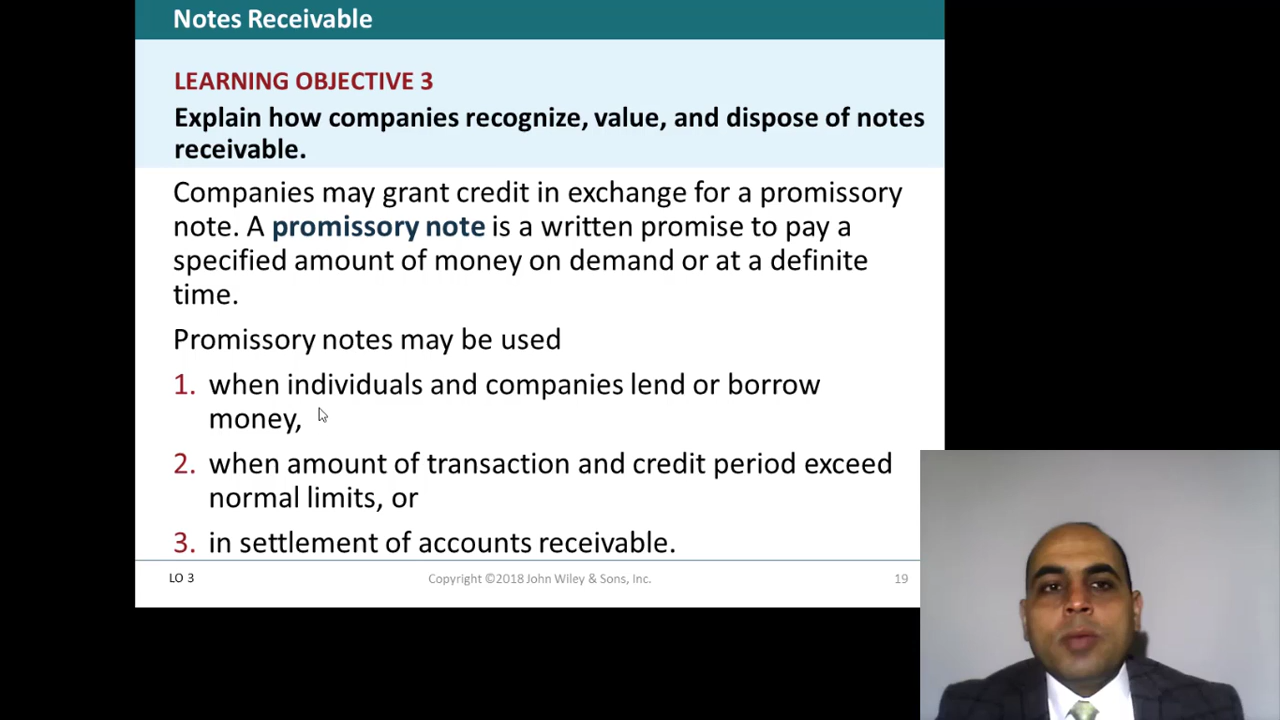 Notes Receivable
LEARNING OBJECTIVE 3
Explain how companies recognize, value, and dispose of notes
receivable.
Companies may grant credit in exchange for a promissory
note. A promissory note is a written promise to pay a
specified amount of money on demand or at a definite
time.
Promissory notes may be used
1. when individuals and companies lend or borrow
money,
2. when amount of transaction and credit period exceed
normal limits, or
3. in settlement of accounts receivable.
LO 3 Copyright ©2018 John Wiley & Sons, Inc. 19